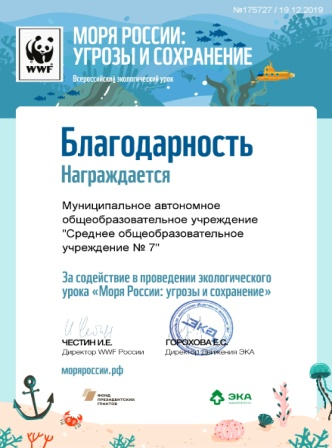 №175727 / 19.12.2019
WWF
МОРЯ РОССИИ:
УГРОЗЫ И СОХРАНЕНИЕ
Всероссийский экологический урок
Благодарность
Награждается
Муниципальное автономное
общеобразовательное учреждение
"Среднее общеобразовательное
учреждение № 7"
За содействие в проведении экологического
урока «Моря России: угрозы и сохранение»
ЧЕСТИН И.Е.
Директор WWF России
ГОРОХОВА Е.С.
Директор Движения ЭКА
ЭКА
моряроссии.рф
ФОНД
ПРЕЗИДЕНТСКИХ
ГРАНТОВ
ЭКА